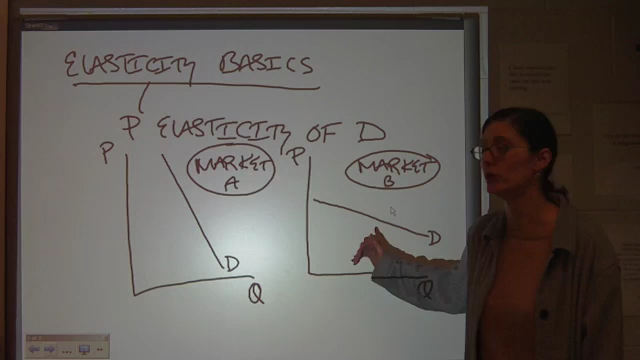 ELASTICITY BASICS
P ELASTICITY OF D
P MARKET A P MARKET B
D D
Q Q